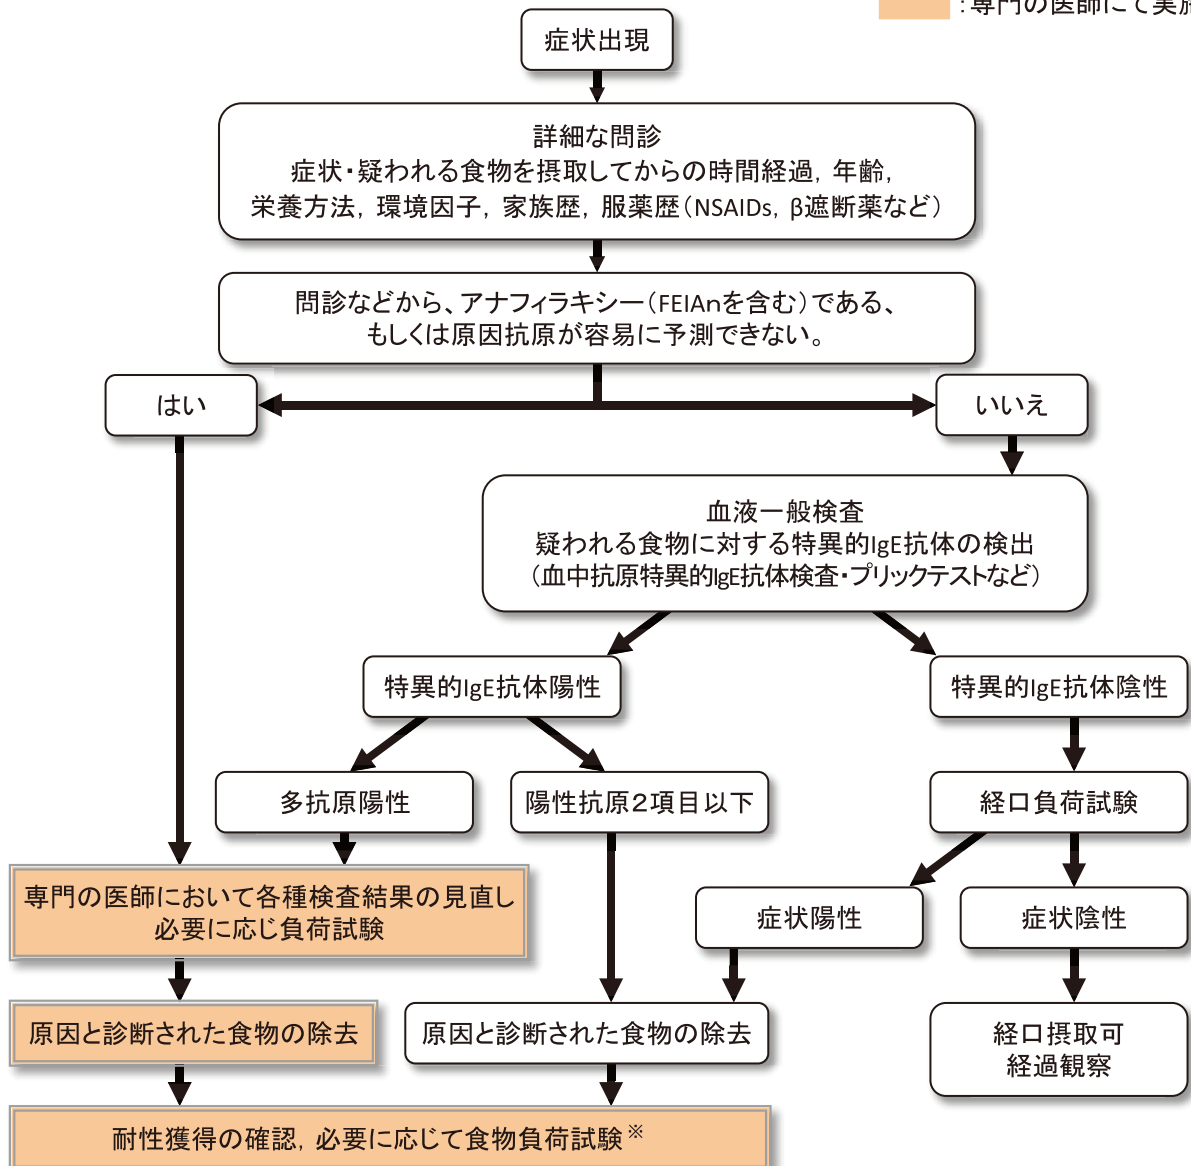 :専門の医師にて実施
症状出現
詳細な問診
症状・疑われる食物を摂取してからの時間経過, 年齢,
栄養方法, 環境因子, 家族歴, 服薬歴(NSAIDs, β遮断薬など)
問診などから、アナフィラキシー(FEIAnを含む)である、
もしくは原因抗原が容易に予測できない。
はい
いいえ
血液一般検査
疑われる食物に対する特異的IgE抗体の検出
(血中抗原特異的IgE抗体検査・プリックテストなど)
特異的IgE抗体陽性
特異的IgE抗体陰性
多抗原陽性
陽性抗原2項目以下
経口負荷試験
専門の医師において各種検査結果の見直し
必要に応じ負荷試験
症状陽性
症状陰性
原因と診断された食物の除去
原因と診断された食物の除去
経口摂取可
経過観察
耐性獲得の確認, 必要に応じて食物負荷試験※